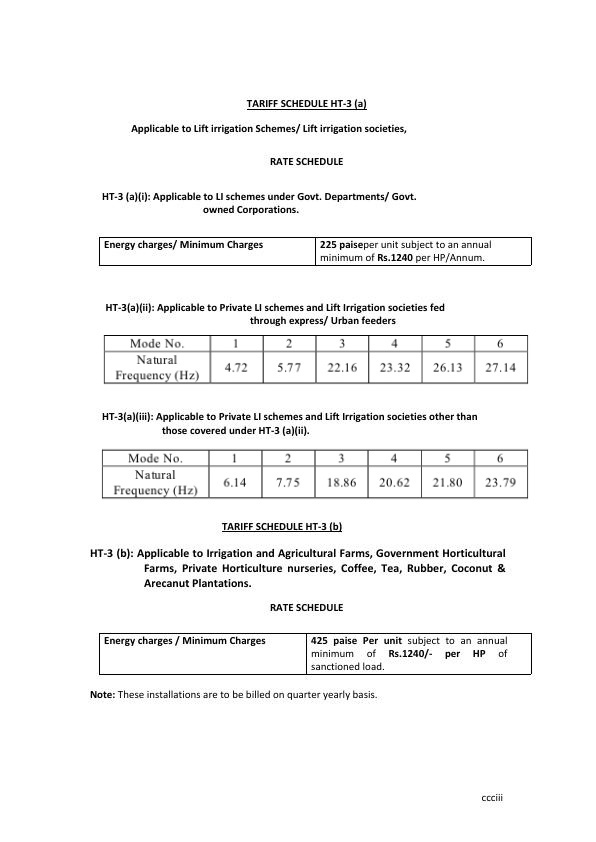 TARIFF SCHEDULE HT-3 (a)
Applicable to Lift irrigation Schemes/ Lift irrigation societies,
RATE SCHEDULE
HT-3 (a)(i): Applicable to LI schemes under Govt. Departments/ Govt.
owned Corporations.
Energy charges/ Minimum Charges 225 paiseper unit subject to an annual
minimum of Rs.1240 per HP/Annum.
HT-3(a)(ii): Applicable to Private LI schemes and Lift Irrigation societies fed
through express/ Urban feeders
Mode No. 1 2 3 4 5 6
Natural
Frequency (Hz) 4.72 5.77 22.16 23.32 26.13 27.14
HT-3(a)(iii): Applicable to Private LI schemes and Lift Irrigation societies other than
those covered under HT-3 (a)(ii).
Mode No. 1 2 3 4 5 6
Natural
Frequency (Hz) 6.14 7.75 18.86 20.62 21.80 23.79
TARIFF SCHEDULE HT-3 (b)
HT-3 (b): Applicable to Irrigation and Agricultural Farms, Government Horticultural
Farms, Private Horticulture nurseries, Coffee, Tea, Rubber, Coconut &
Arecanut Plantations.
RATE SCHEDULE
Energy charges / Minimum Charges 425 paise Per unit subject to an annual
minimum of Rs.1240/- per HP of
sanctioned load.
Note: These installations are to be billed on quarter yearly basis.
ccciii